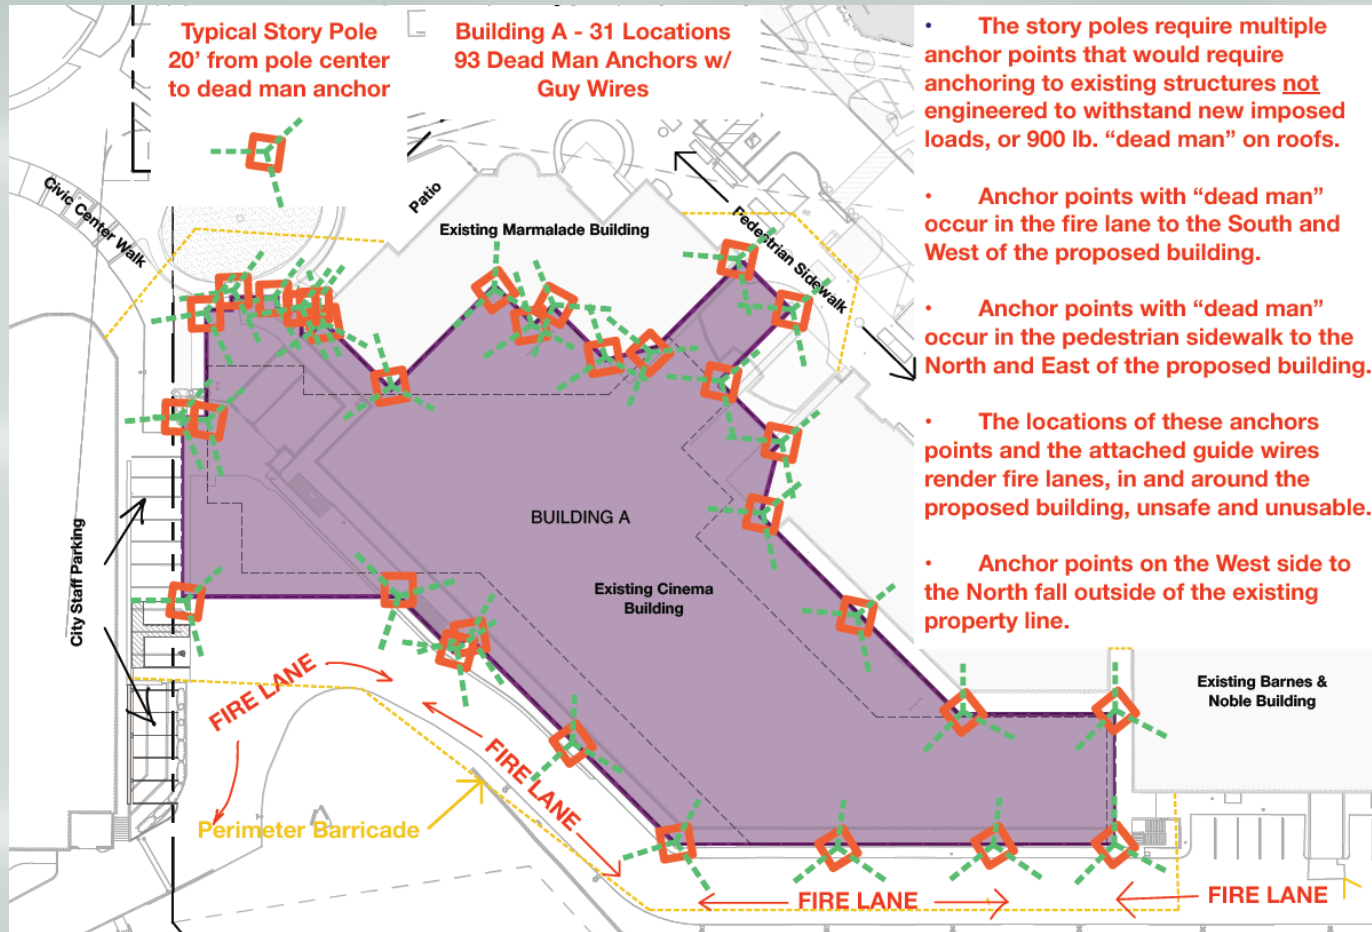 Typical Story Pole
20’ from pole center
to dead man anchor
Building A - 31 Locations
93 Dead Man Anchors w/
Guy Wires
• The story poles require multiple
anchor points that would require
anchoring to existing structures not
engineered to withstand new imposed
loads, or 900 lb. “dead man” on roofs.
• Anchor points with “dead man”
occur in the fire lane to the South and
West of the proposed building.
• Anchor points with “dead man”
occur in the pedestrian sidewalk to the
North and East of the proposed building.
• The locations of these anchors
points and the attached guide wires
render fire lanes, in and around the
proposed building, unsafe and unusable.
• Anchor points on the West side to
the North fall outside of the existing
property line.
Civic Center Walk
Patio
Existing Marmalade Building
Pedestrian Sidewalk
BUILDING A
Existing Cinema
Building
City Staff Parking
Existing Barnes &
Noble Building
FIRE LANE
FIRE LANE
Perimeter Barricade
FIRE LANE
FIRE LANE